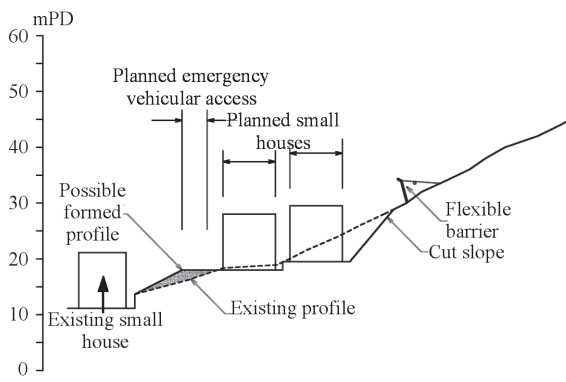 mPD
60
50
40
30
20
10
0
Planned emergency
vehicular access
Planned small
houses
Possible
formed
profile
Flexible
barrier
Cut slope
Existing profile
Existing small
house